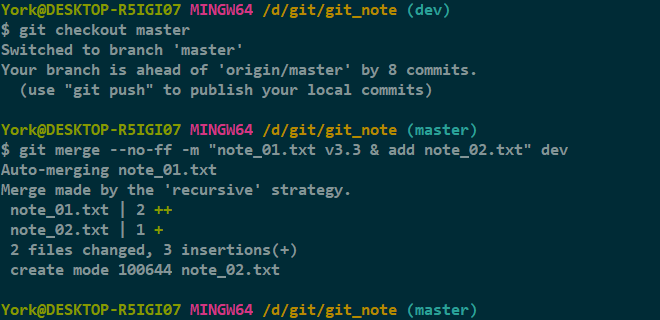 York@DESKTOP-R5IGI07 MINGW64 /d/git/git_note (dev)
$ git checkout master
Switched to branch 'master'
Your branch is ahead of 'origin/master' by 8 commits.
  (use "git push" to publish your local commits)
York@DESKTOP-R5IGI07 MINGW64 /d/git/git_note (master)
$ git merge --no-ff -m "note_01.txt v3.3 & add note_02.txt" dev
Auto-merging note_01.txt
Merge made by the 'recursive' strategy.
 note_01.txt | 2 ++
 note_02.txt | 1 +
 2 files changed, 3 insertions(+)
 create mode 100644 note_02.txt
York@DESKTOP-R5IGI07 MINGW64 /d/git/git_note (master)